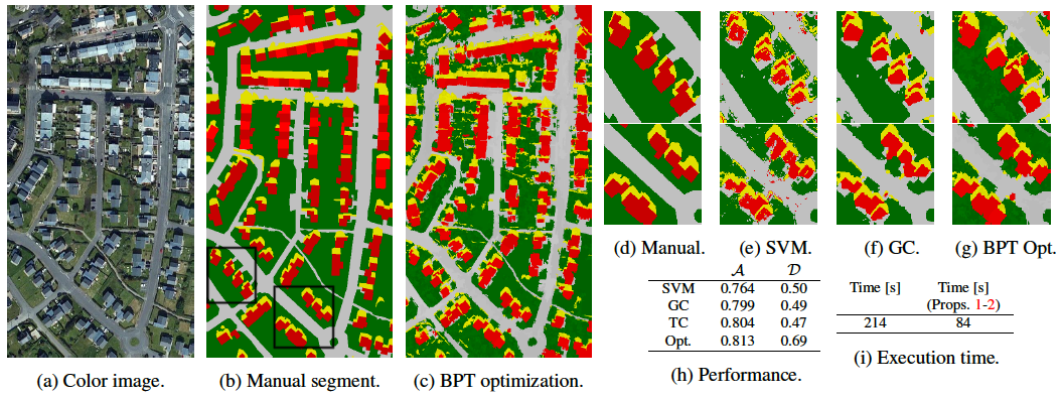 (a) Color image.
(b) Manual segment.
(c) BPT optimization.
(d) Manual.
(e) SVM.
(f) GC.
(g) BPT Opt.
𝒜 𝒟
SVM 0.764 0.50
GC 0.799 0.49
TC 0.804 0.47
Opt. 0.813 0.69
(h) Performance.
Time [s] Time [s]
(Props. 1-2)
214 84
(i) Execution time.